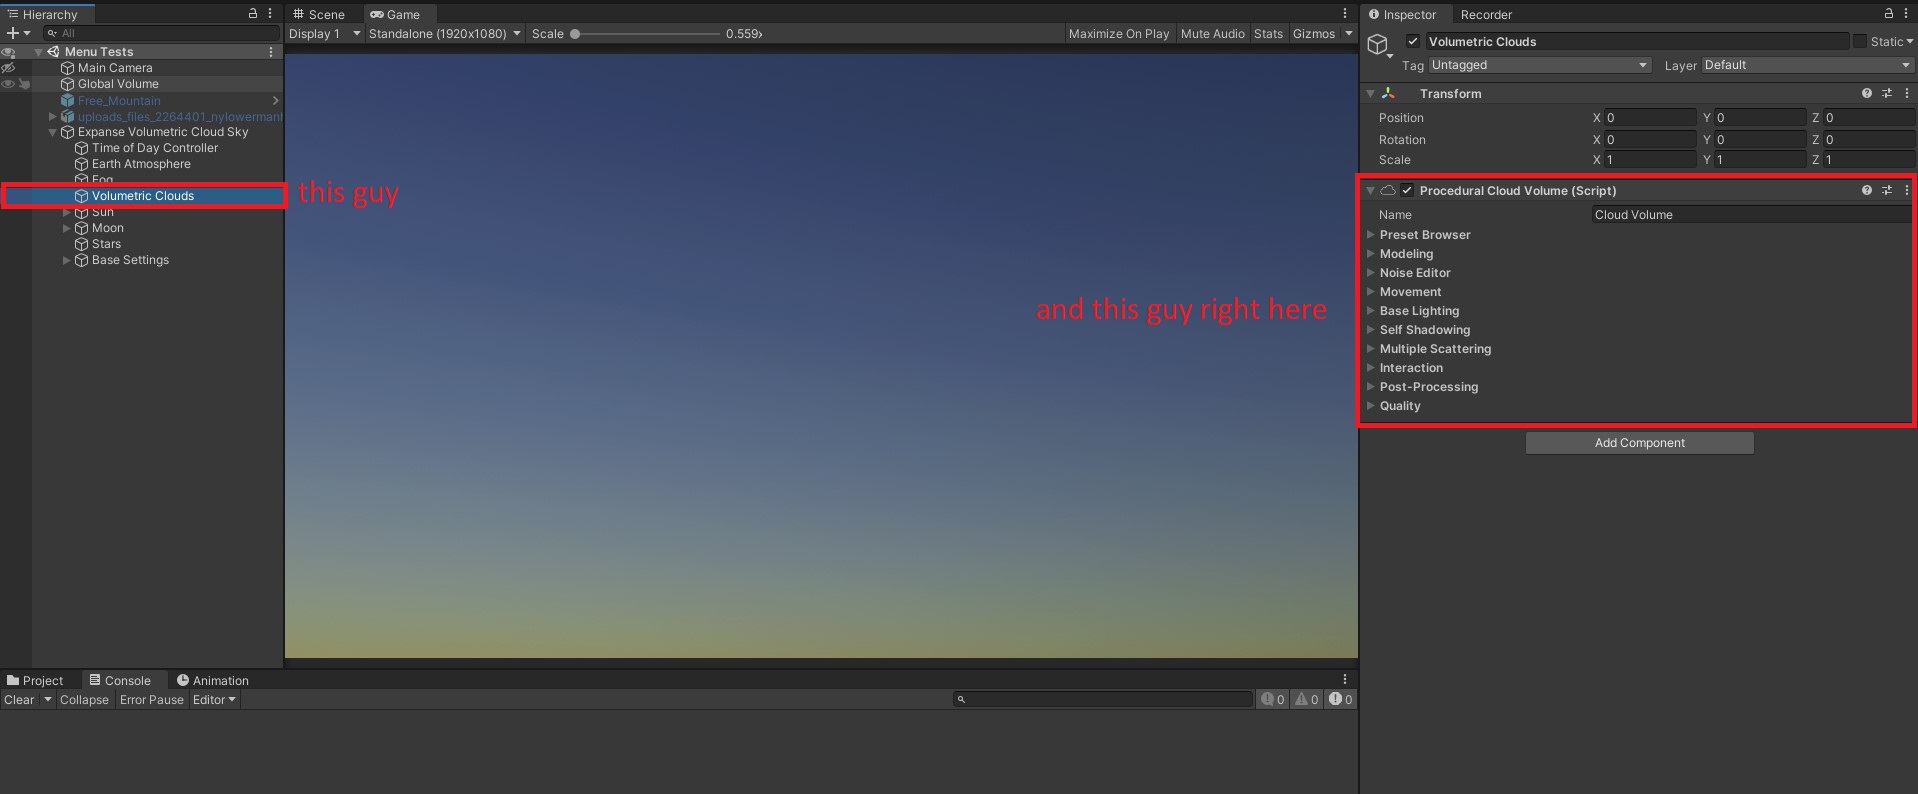 Hierarchy
All
Menu Tests
Main Camera
Global Volume
Free_Mountain
uploads_files_2264401_nylowermanh
Expanse Volumetric Cloud Sky
Time of Day Controller
Earth Atmosphere
Fog
Volumetric Clouds
Sun
Moon
Stars
Base Settings
Scene
Game
Display 1
Standalone (1920x1080)
Scale
0.559x
Maximize On Play
Mute Audio
Stats
Gizmos
this guy
and this guy right here
Inspector
Recorder
Volumetric Clouds
Static
Tag Untagged
Layer Default
Transform
Position X 0 Y 0 Z 0
Rotation X 0 Y 0 Z 0
Scale X 1 Y 1 Z 1
Procedural Cloud Volume (Script)
Name Cloud Volume
Preset Browser
Modeling
Noise Editor
Movement
Base Lighting
Self Shadowing
Multiple Scattering
Interaction
Post-Processing
Quality
Add Component
Project
Console
Animation
Clear
Collapse
Error Pause
Editor
0
0
0